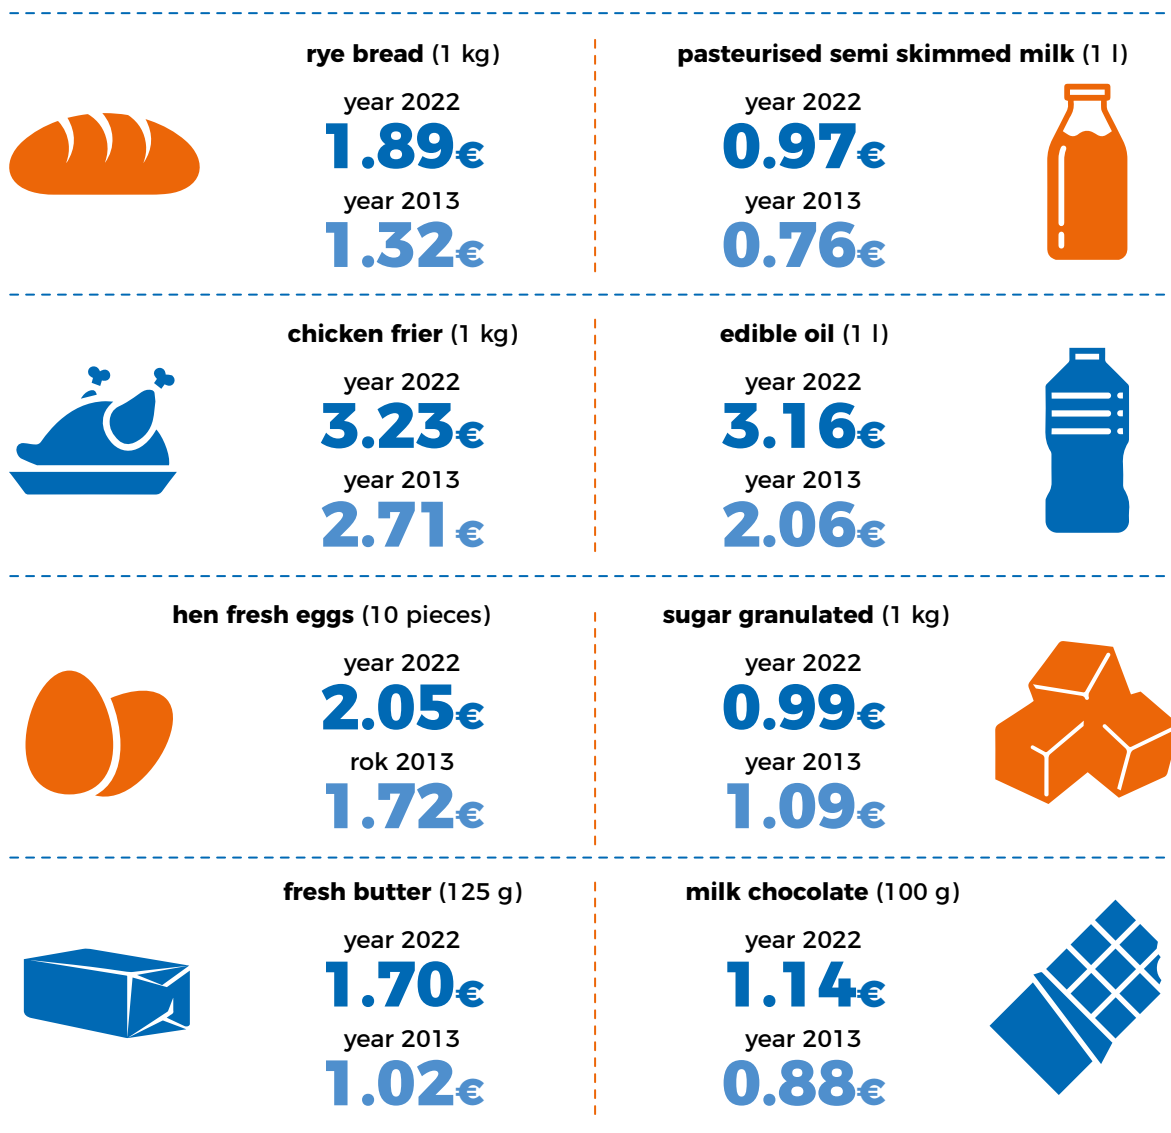 rye bread (1 kg)
year 2022
1.89€
year 2013
1.32€
pasteurised semi skimmed milk (1 l)
year 2022
0.97€
year 2013
0.76€
chicken frier (1 kg)
year 2022
3.23€
year 2013
2.71€
edible oil (1 l)
year 2022
3.16€
year 2013
2.06€
hen fresh eggs (10 pieces)
year 2022
2.05€
rok 2013
1.72€
sugar granulated (1 kg)
year 2022
0.99€
year 2013
1.09€
fresh butter (125 g)
year 2022
1.70€
year 2013
1.02€
milk chocolate (100 g)
year 2022
1.14€
year 2013
0.88€